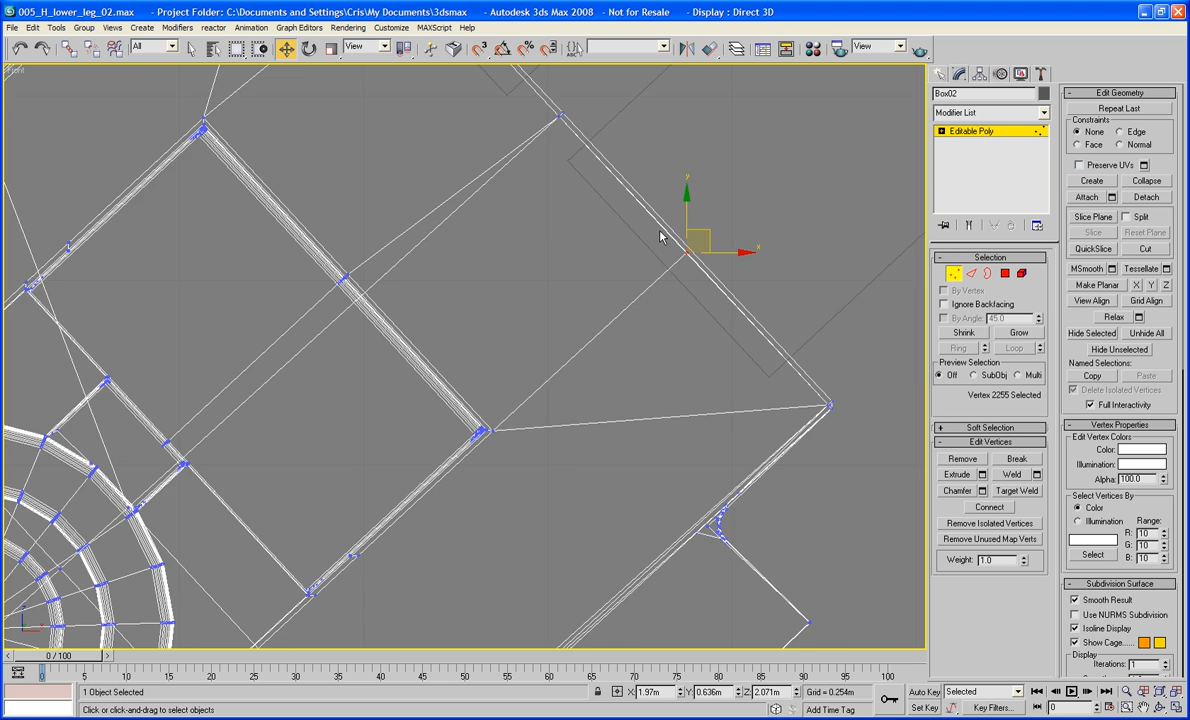 005_H_lower_leg_02.max - Project Folder: C:\Documents and Settings\Cris\My Documents\3dsmax - Autodesk 3ds Max 2008 - Not for Resale - Display : Direct 3D
File Edit Tools Group Views Create Modifiers reactor Animation Graph Editors Rendering Customize MAXScript Help
All View View
Front
y
x
Box02
Modifier List
Editable Poly
Selection
By Vertex
Ignore Backfacing
By Angle: 45.0
Shrink Grow
Ring Loop
Preview Selection
Off SubObj Multi
Vertex 2255 Selected
Soft Selection
Edit Vertices
Remove Break
Extrude Weld
Chamfer Target Weld
Connect
Remove Isolated Vertices
Remove Unused Map Verts
Weight: 1.0
Edit Geometry
Repeat Last
Constraints
None Edge
Face Normal
Preserve UVs
Create Collapse
Attach Detach
Slice Plane Split
Slice Reset Plane
QuickSlice Cut
MSmooth Tessellate
Make Planar X Y Z
View Align Grid Align
Relax
Hide Selected Unhide All
Hide Unselected
Named Selections:
Copy Paste
Delete Isolated Vertices
Full Interactivity
Vertex Properties
Edit Vertex Colors
Color:
Illumination:
Alpha: 100.0
Select Vertices By
Color
Illumination Range:
R: 10
G: 10
Select B: 10
Subdivision Surface
Smooth Result
Use NURMS Subdivision
Isoline Display
Show Cage......
Display
Iterations: 1
0 / 100
0 5 10 15 20 25 30 35 40 45 50 55 60 65 70 75 80 85 90 95 100
1 Object Selected X: 1.97m Y: 0.636m Z: 2.071m Grid = 0.254m Auto Key Selected
Click or click-and-drag to select objects Add Time Tag Set Key Key Filters... 0